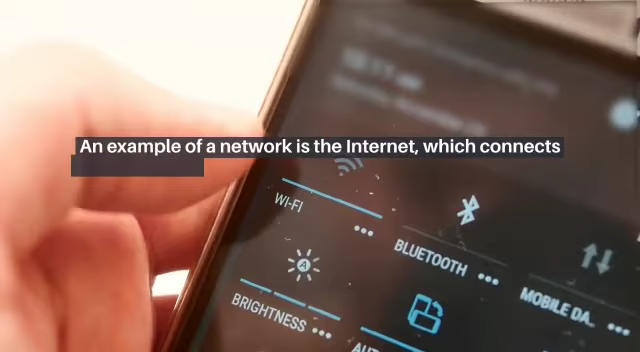 An example of a network is the Internet, which connects
WI-FI
BLUETOOTH
MOBILE DA..
BRIGHTNESS